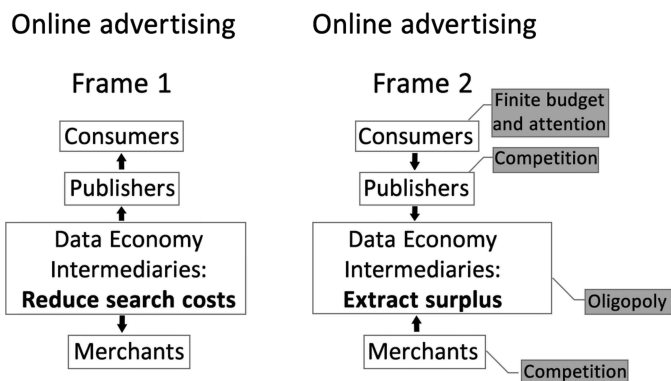 Online advertising
Frame 1
Consumers
Publishers
Data Economy
Intermediaries:
Reduce search costs
Merchants
Online advertising
Frame 2
Finite budget
and attention
Consumers
Competition
Publishers
Data Economy
Intermediaries:
Extract surplus
Oligopoly
Merchants
Competition